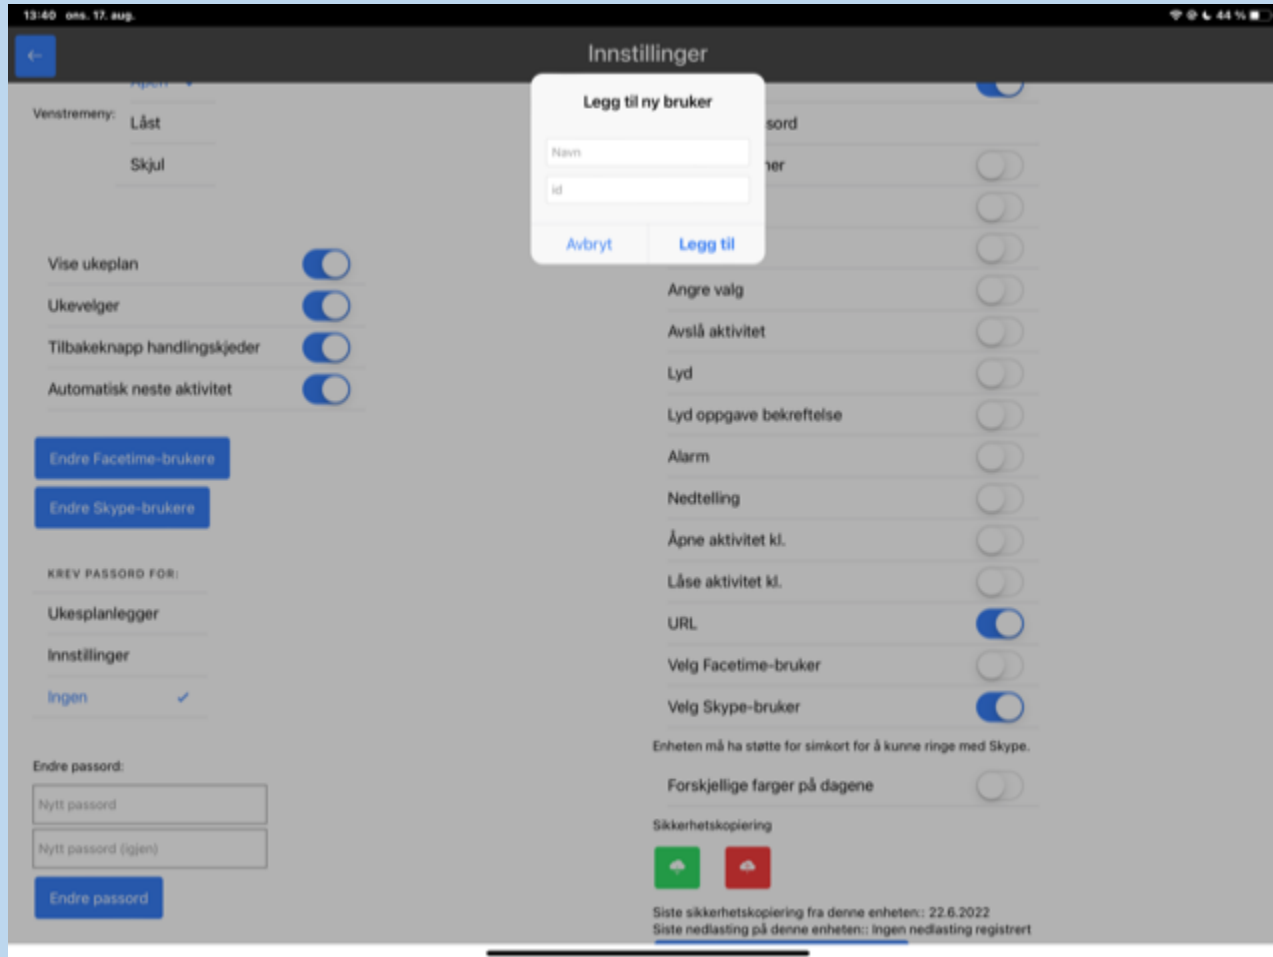 13:40 ons. 17. aug.
44 %
Innstillinger
Legg til ny bruker
Navn
id
Avbryt
Legg til
Åpen
Venstremeny:
Låst
Skjul
Vise ukeplan
Ukevelger
Tilbakeknapp handlingskjeder
Automatisk neste aktivitet
Endre Facetime-brukere
Endre Skype-brukere
KREV PASSORD FOR:
Ukesplanlegger
Innstillinger
Ingen
Endre passord:
Nytt passord
Nytt passord (igjen)
Endre passord
sord
ner
Angre valg
Avslå aktivitet
Lyd
Lyd oppgave bekreftelse
Alarm
Nedtelling
Åpne aktivitet kl.
Låse aktivitet kl.
URL
Velg Facetime-bruker
Velg Skype-bruker
Enheten må ha støtte for simkort for å kunne ringe med Skype.
Forskjellige farger på dagene
Sikkerhetskopiering
Siste sikkerhetskopiering fra denne enheten:: 22.6.2022
Siste nedlasting på denne enheten:: Ingen nedlasting registrert